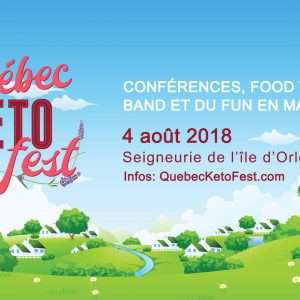 ébec
ETO
fest
CONFÉRENCES, FOOD
BAND ET DU FUN EN MA
4 août 2018
Seigneurie de l'île d'Orl
Infos: QuebecKetoFest.com